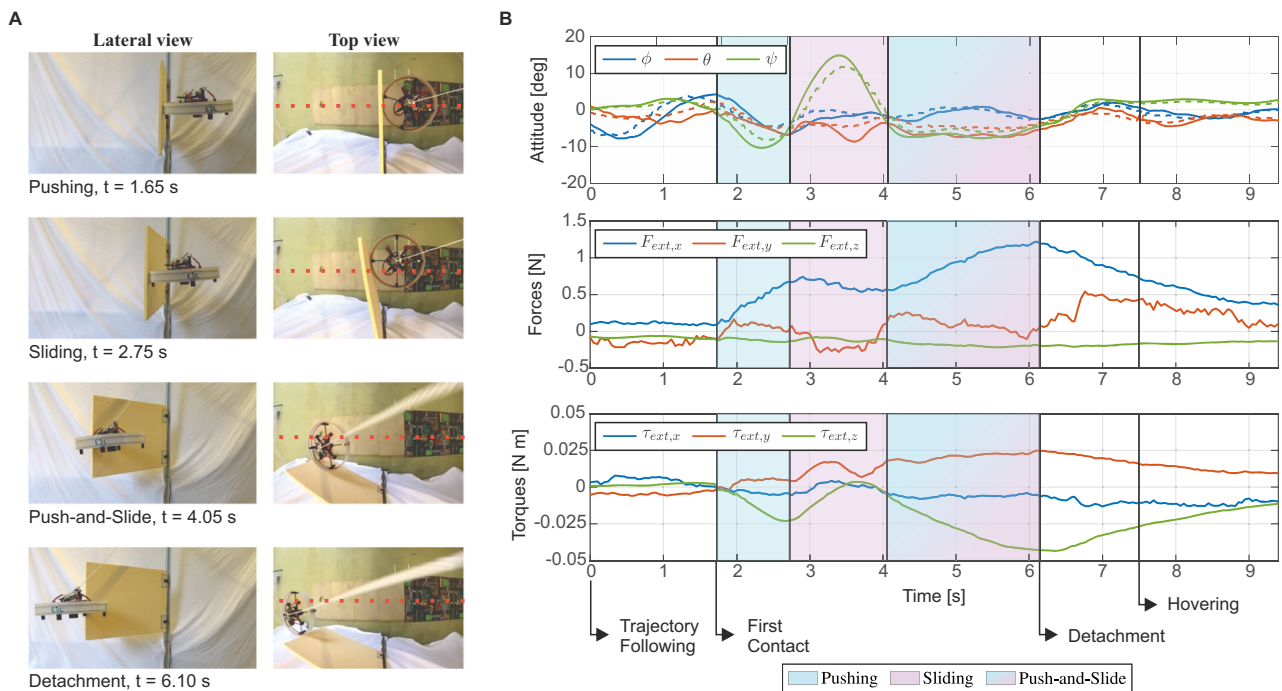 A
Lateral view
Top view
Pushing, t = 1.65 s
Sliding, t = 2.75 s
Push-and-Slide, t = 4.05 s
Detachment, t = 6.10 s
B
Attitude [deg]
20
10
0
-10
-20
ϕ θ ψ
0 1 2 3 4 5 6 7 8 9
Forces [N]
1.5
1
0.5
0
-0.5
F_ext,x F_ext,y F_ext,z
0 1 2 3 4 5 6 7 8 9
Torques [N m]
0.05
0.025
0
-0.025
-0.05
τ_ext,x τ_ext,y τ_ext,z
0 1 2 3 4 5 6 7 8 9
Time [s]
Trajectory
Following
First
Contact
Detachment
Hovering
Pushing Sliding Push-and-Slide